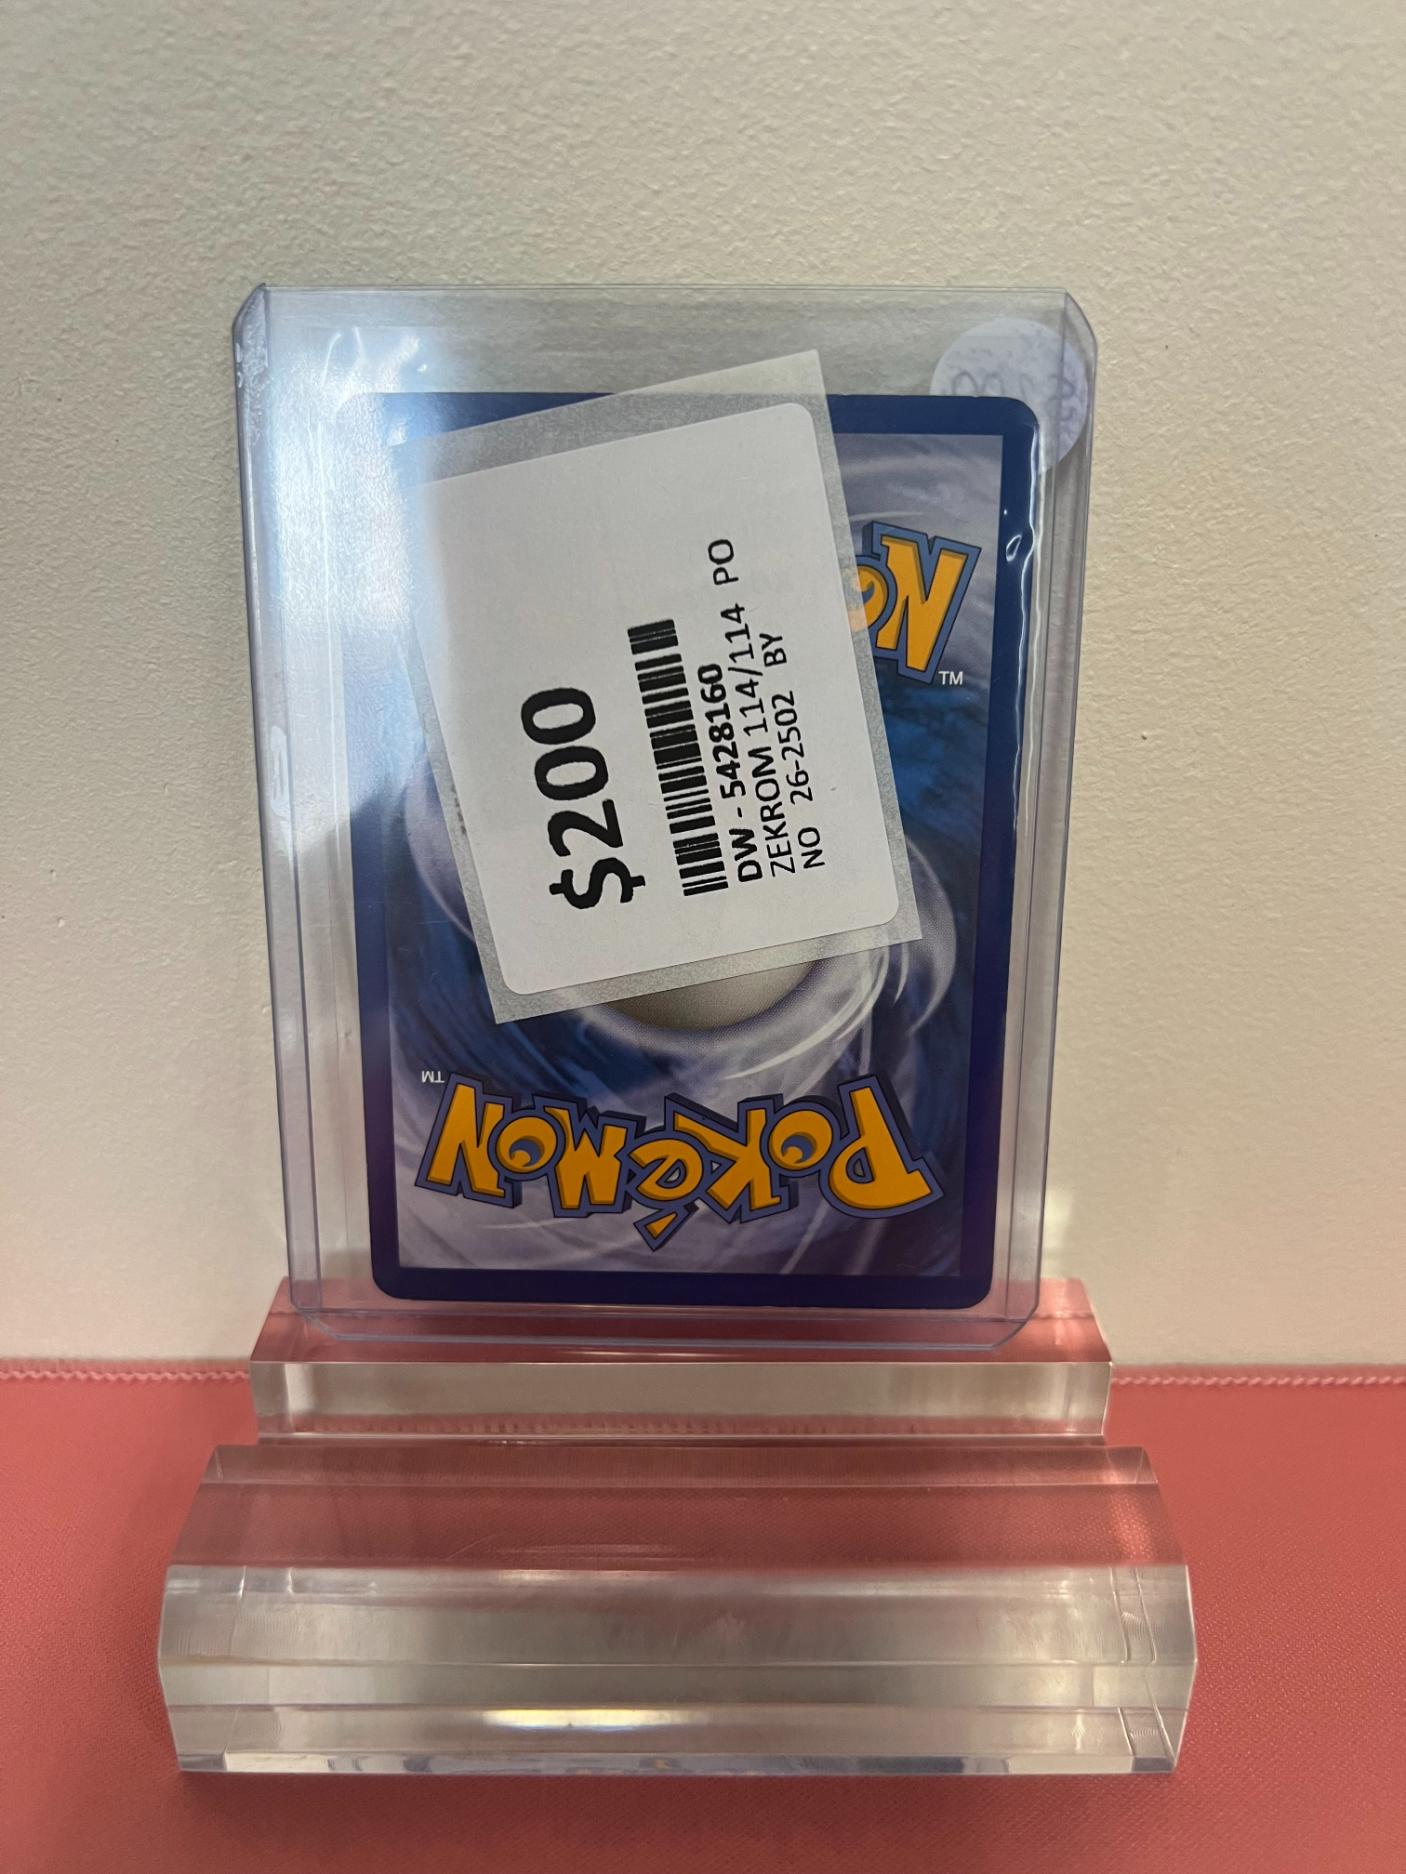 $200
DW - 5428160
ZEKROM 114/114 PO
NO 26-2502 BY
TM
POKéMON
TM